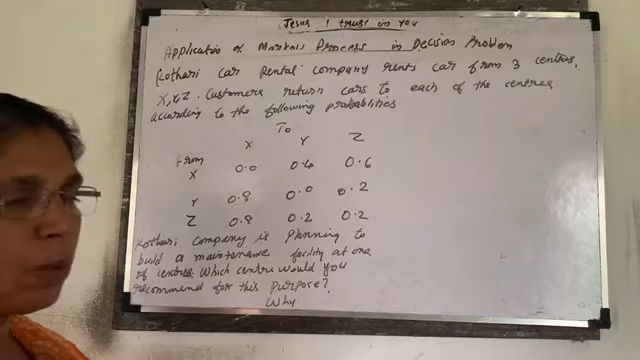 Jesus I trust in you
Application of Markov Process in Decision Problem
Kothari Car Rental Company rents car from 3 centres,
X, Y, Z. Customers return cars to each of the centres
according to the following probabilities
To
X Y Z
From
X 0.0 0.4 0.6
Y 0.8 0.0 0.2
Z 0.8 0.2 0.2
Kothari company is planning to
build a maintenance facility at one
of centres. Which centre would you
recommend for this purpose?
Why